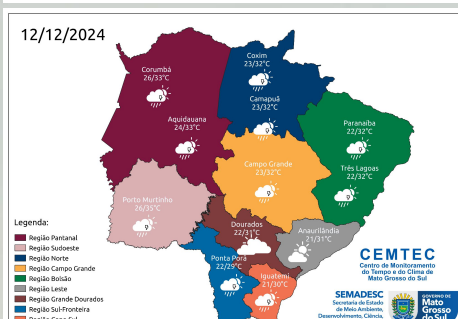 12/12/2024
Corumbá
26/33°C
Coxim
23/32°C
Camapuã
23/32°C
Aquidauana
24/33°C
Paranaíba
22/32°C
Campo Grande
23/32°C
Três Lagoas
22/32°C
Porto Murtinho
26/35°C
Dourados
22/31°C
Anaurilândia
21/31°C
Ponta Porã
22/29°C
Iguatemi
21/30°C
Legenda:
Região Pantanal
Região Sudoeste
Região Norte
Região Campo Grande
Região Bolsão
Região Leste
Região Grande Dourados
Região Sul-Fronteira
CEMTEC
Centro de Monitoramento
do Tempo e do Clima de
Mato Grosso do Sul
SEMADESC
Secretaria de Estado
de Meio Ambiente,
Desenvolvimento, Ciência,
GOVERNO DE
Mato
Grosso
do Sul